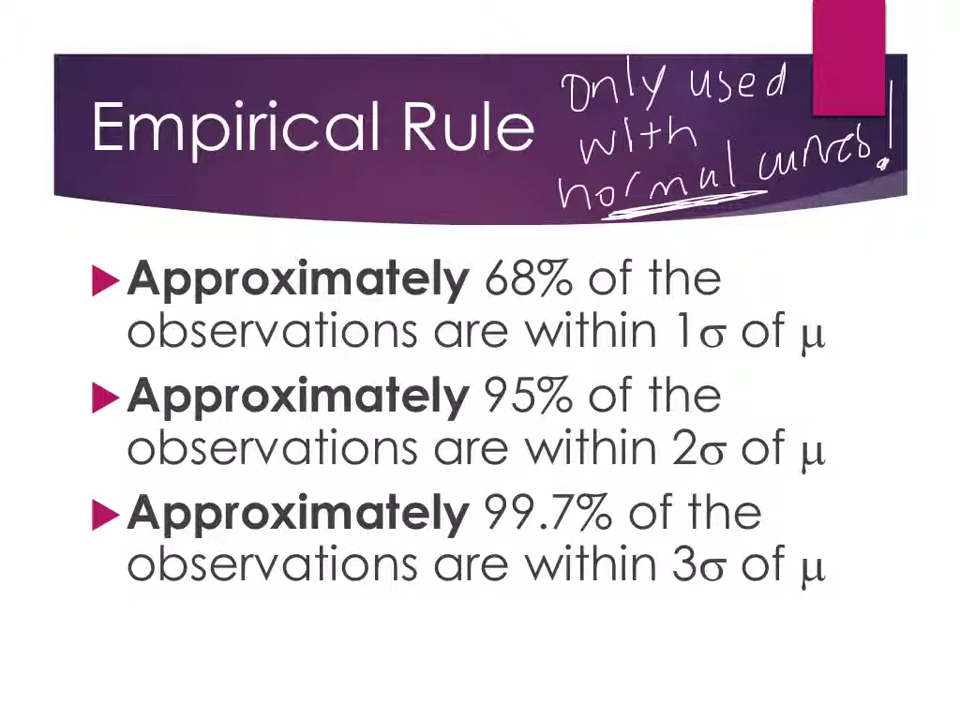 Empirical Rule
Only used
with
normal curves!
Approximately 68% of the
observations are within 1σ of μ
Approximately 95% of the
observations are within 2σ of μ
Approximately 99.7% of the
observations are within 3σ of μ